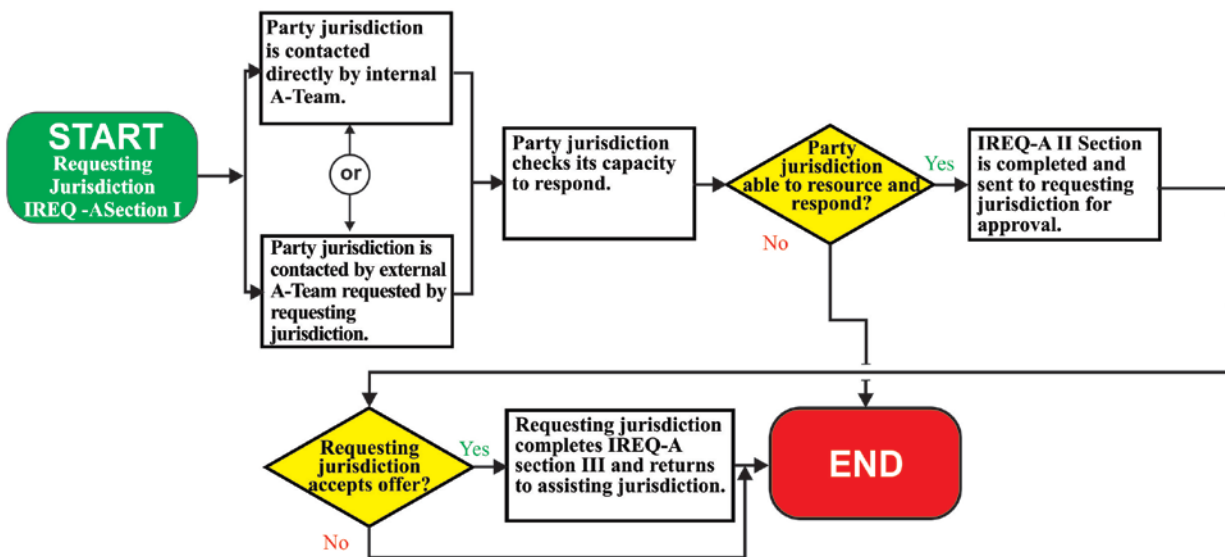 START
Requesting
Jurisdiction
IREQ -ASection I
Party jurisdiction
is contacted
directly by internal
A-Team.
or
Party jurisdiction is
contacted by external
A-Team requested by
requesting
jurisdiction.
Party jurisdiction
checks its capacity
to respond.
Party
jurisdiction
able to resource and
respond?
Yes
No
IREQ-A II Section
is completed and
sent to requesting
jurisdiction for
approval.
Requesting
jurisdiction
accepts offer?
Yes
No
Requesting jurisdiction
completes IREQ-A
section III and returns
to assisting jurisdiction.
END